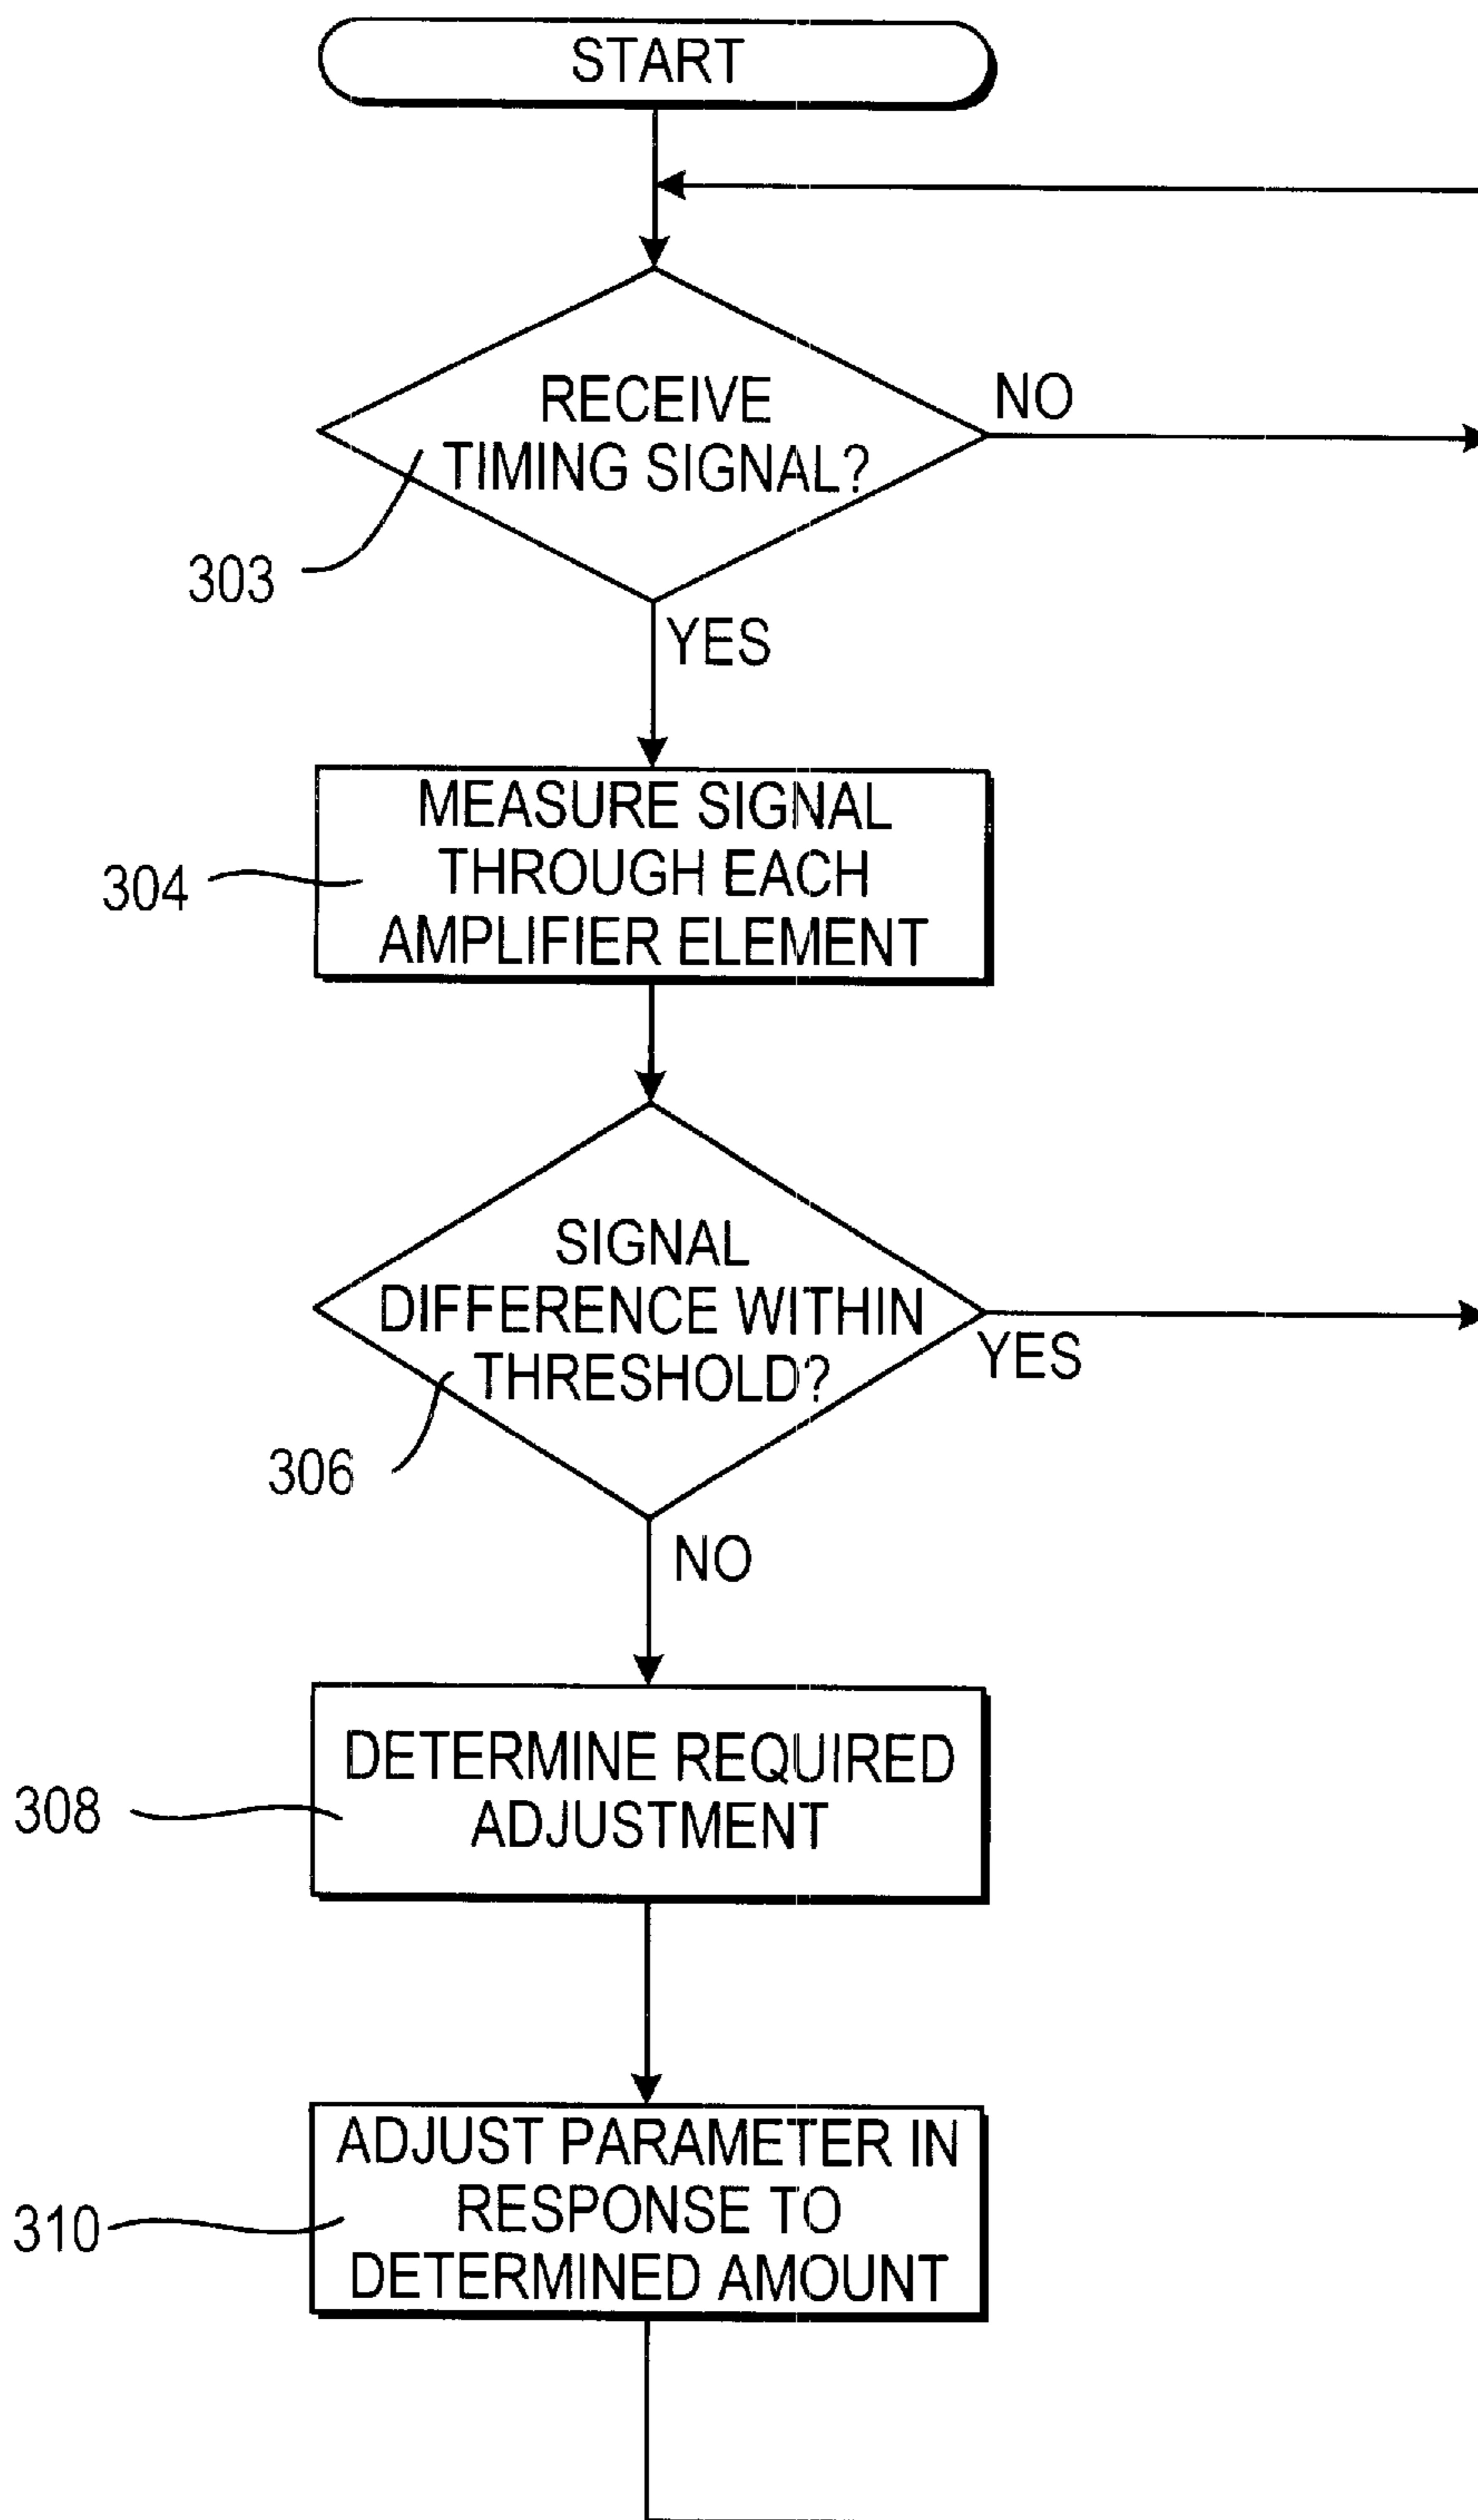 START
RECEIVE
TIMING SIGNAL?
NO
303
YES
MEASURE SIGNAL
THROUGH EACH
AMPLIFIER ELEMENT
304
SIGNAL
DIFFERENCE WITHIN
THRESHOLD?
YES
306
NO
DETERMINE REQUIRED
ADJUSTMENT
308
ADJUST PARAMETER IN
RESPONSE TO
DETERMINED AMOUNT
310